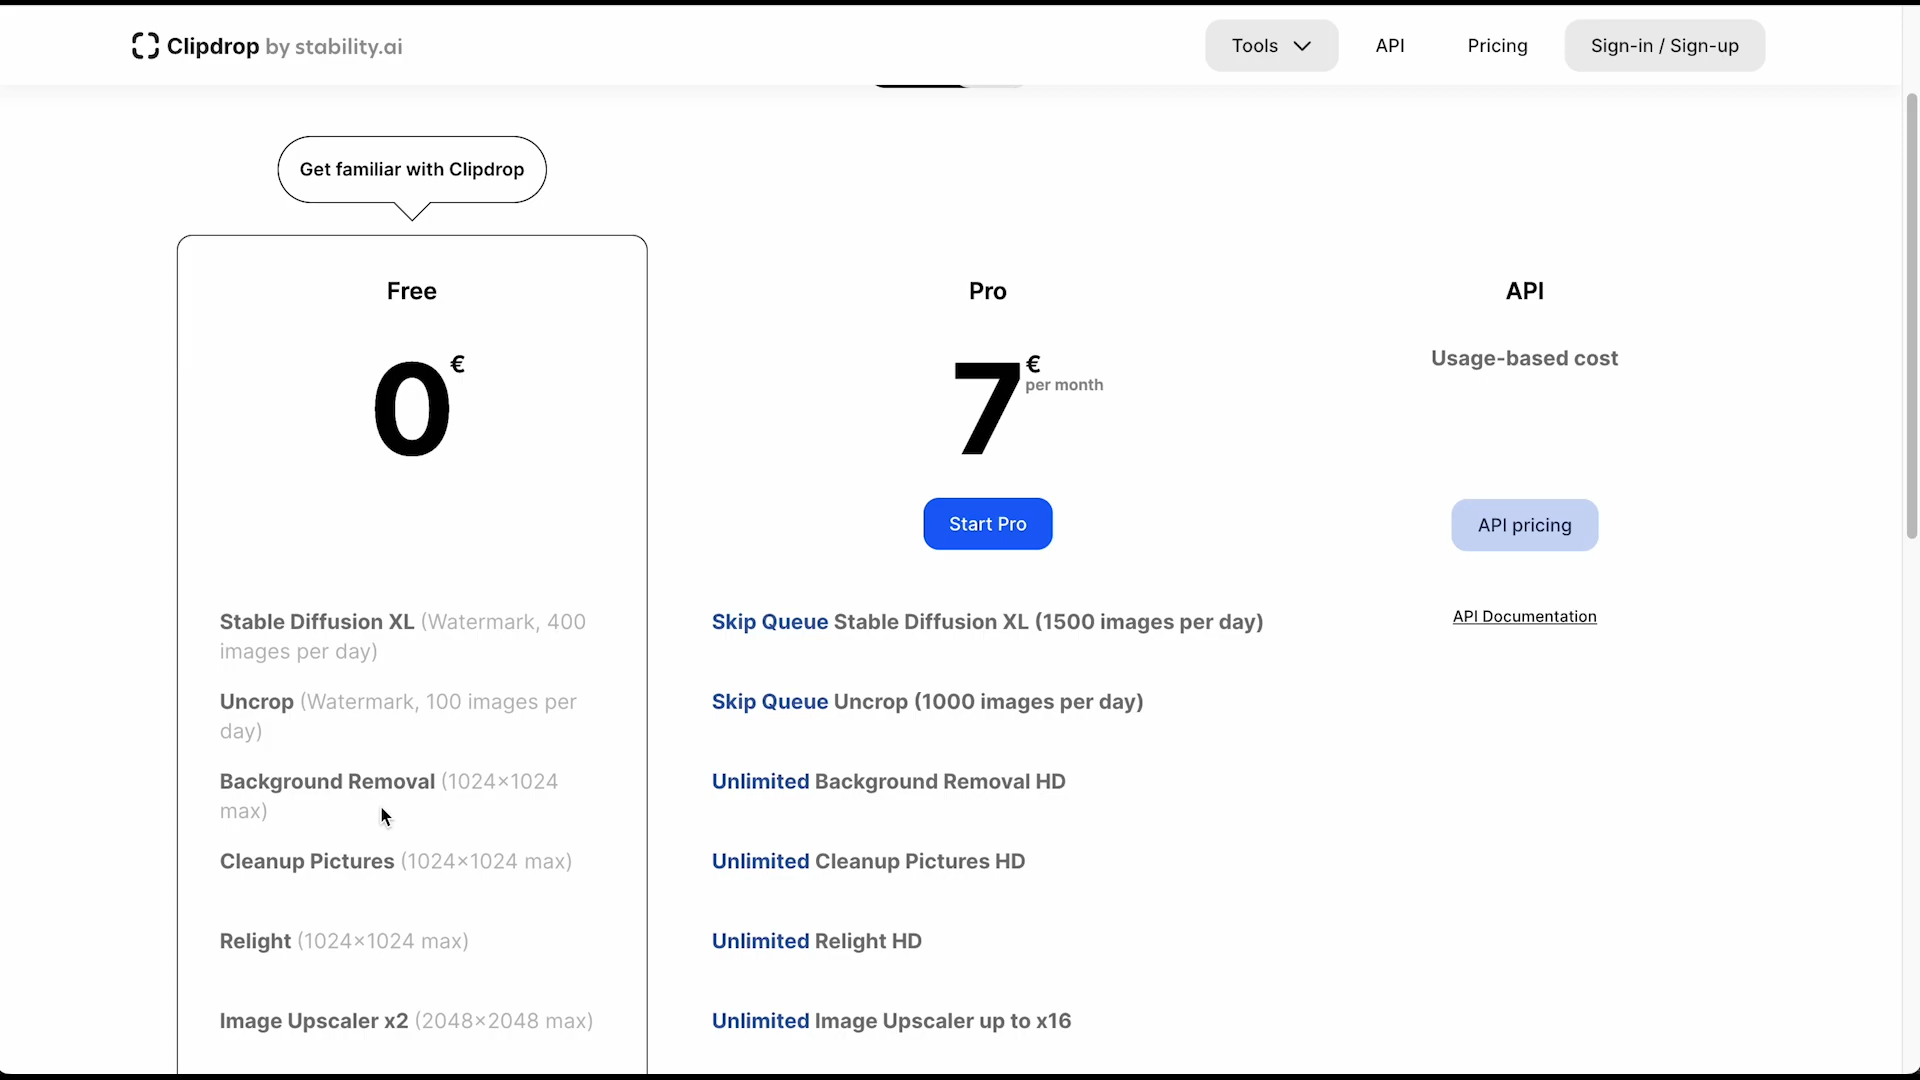 Clipdrop by stability.ai
Tools
API
Pricing
Sign-in / Sign-up
Get familiar with Clipdrop
Free
0 €
Stable Diffusion XL (Watermark, 400
images per day)
Uncrop (Watermark, 100 images per
day)
Background Removal (1024×1024
max)
Cleanup Pictures (1024×1024 max)
Relight (1024×1024 max)
Image Upscaler x2 (2048×2048 max)
Pro
7 €
per month
Start Pro
Skip Queue Stable Diffusion XL (1500 images per day)
Skip Queue Uncrop (1000 images per day)
Unlimited Background Removal HD
Unlimited Cleanup Pictures HD
Unlimited Relight HD
Unlimited Image Upscaler up to x16
API
Usage-based cost
API pricing
API Documentation